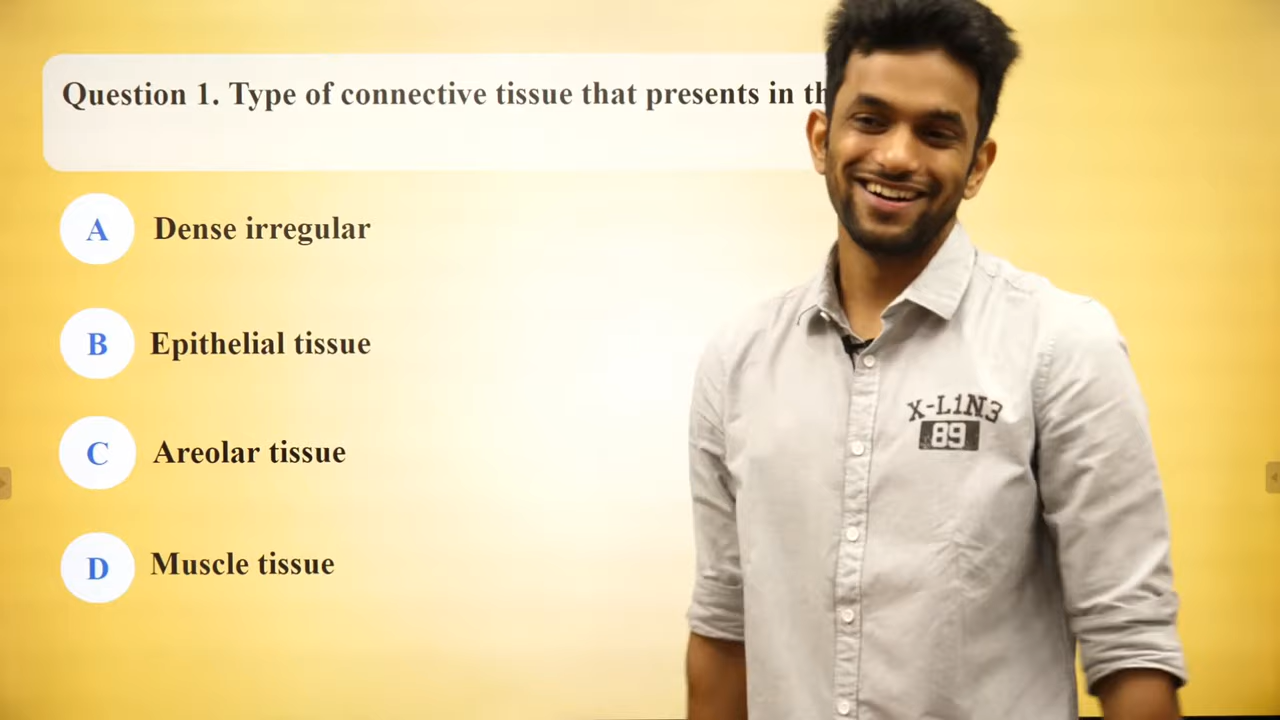 Question 1. Type of connective tissue that presents in
A Dense irregular
B Epithelial tissue
C Areolar tissue
D Muscle tissue
X-L1N3
89